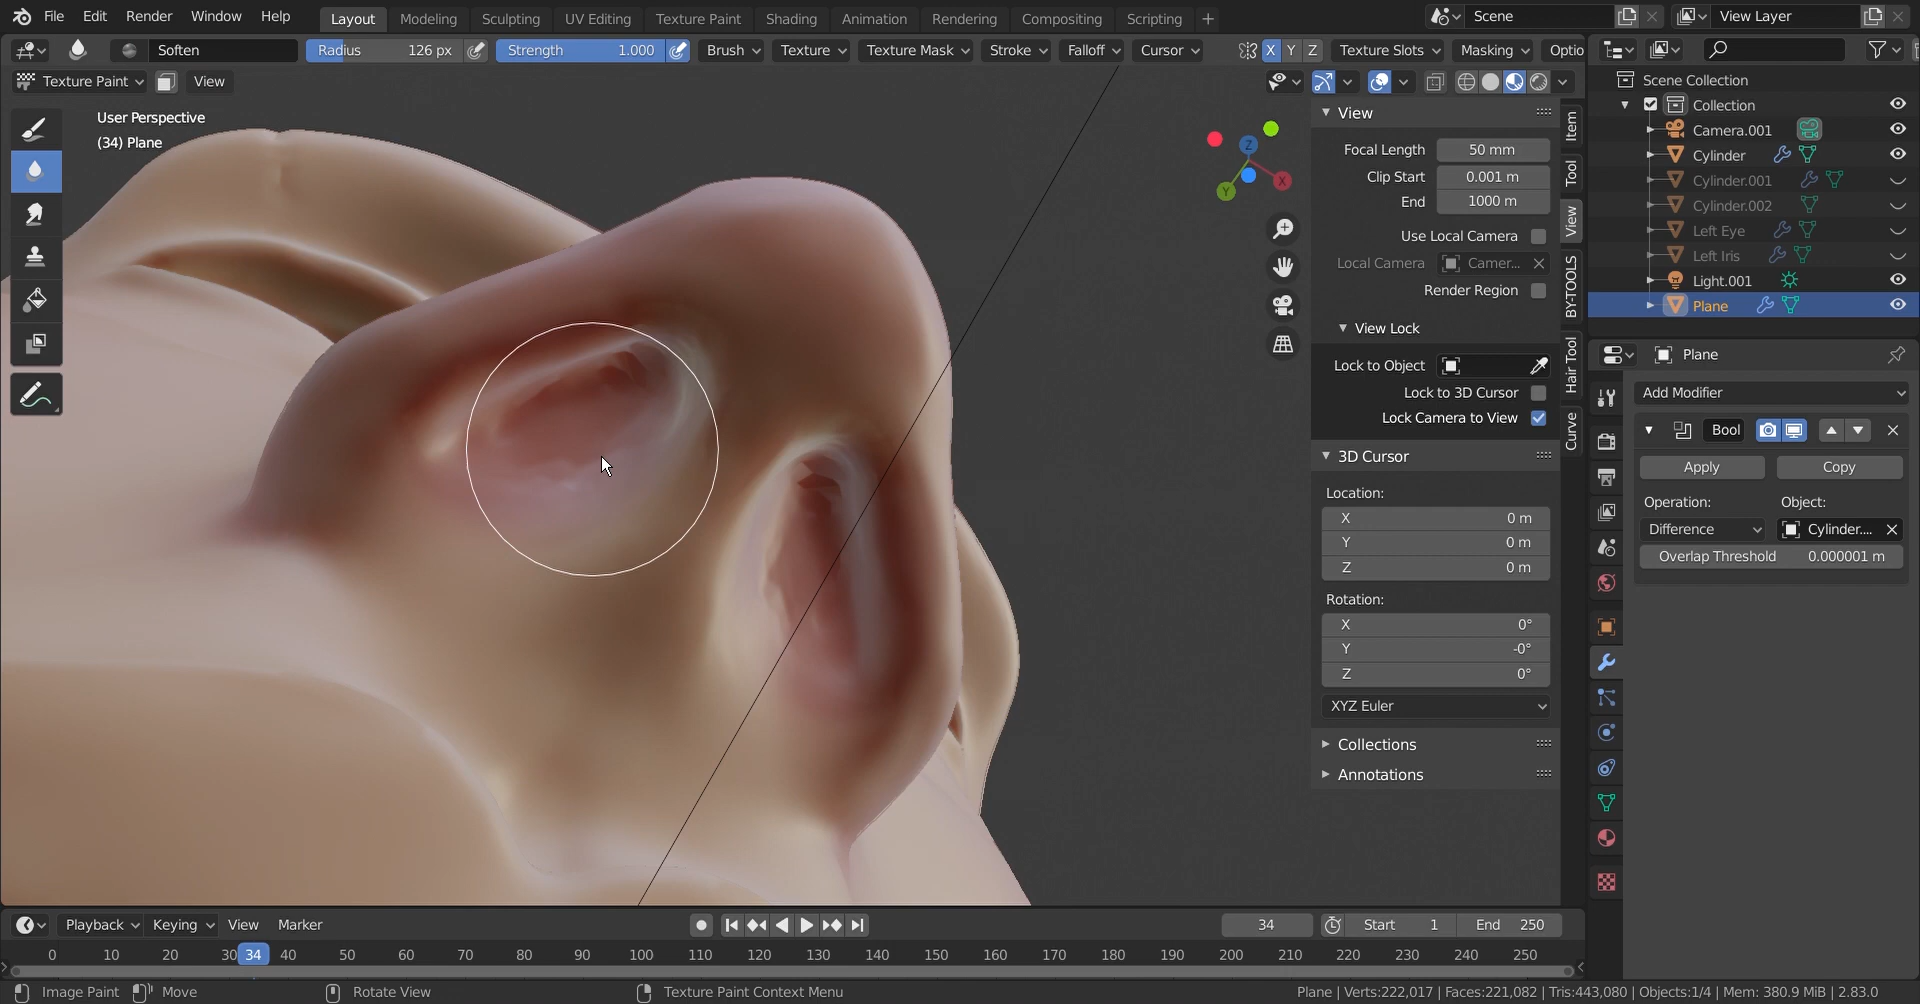 File Edit Render Window Help Layout Modeling Sculpting UV Editing Texture Paint Shading Animation Rendering Compositing Scripting + Scene View Layer
Soften Radius 126 px Strength 1.000 Brush Texture Texture Mask Stroke Falloff Cursor X Y Z Texture Slots Masking Optio
Texture Paint View
User Perspective
(34) Plane
Z
X
Y
View
Focal Length 50 mm
Clip Start 0.001 m
End 1000 m
Use Local Camera
Local Camera Camer...
Render Region
View Lock
Lock to Object
Lock to 3D Cursor
Lock Camera to View
3D Cursor
Location:
X 0 m
Y 0 m
Z 0 m
Rotation:
X 0°
Y -0°
Z 0°
XYZ Euler
Collections
Annotations
Item
Tool
View
BY-TOOLS
Hair Tool
Curve
Scene Collection
Collection
Camera.001
Cylinder
Cylinder.001
Cylinder.002
Left Eye
Left Iris
Light.001
Plane
Plane
Add Modifier
Bool
Apply Copy
Operation: Object:
Difference Cylinder....
Overlap Threshold 0.000001 m
Playback Keying View Marker 34 Start 1 End 250
0 10 20 30 34 40 50 60 70 80 90 100 110 120 130 140 150 160 170 180 190 200 210 220 230 240 250
Image Paint Move Rotate View Texture Paint Context Menu Plane | Verts:222,017 | Faces:221,082 | Tris:443,080 | Objects:1/4 | Mem: 380.9 MiB | 2.83.0